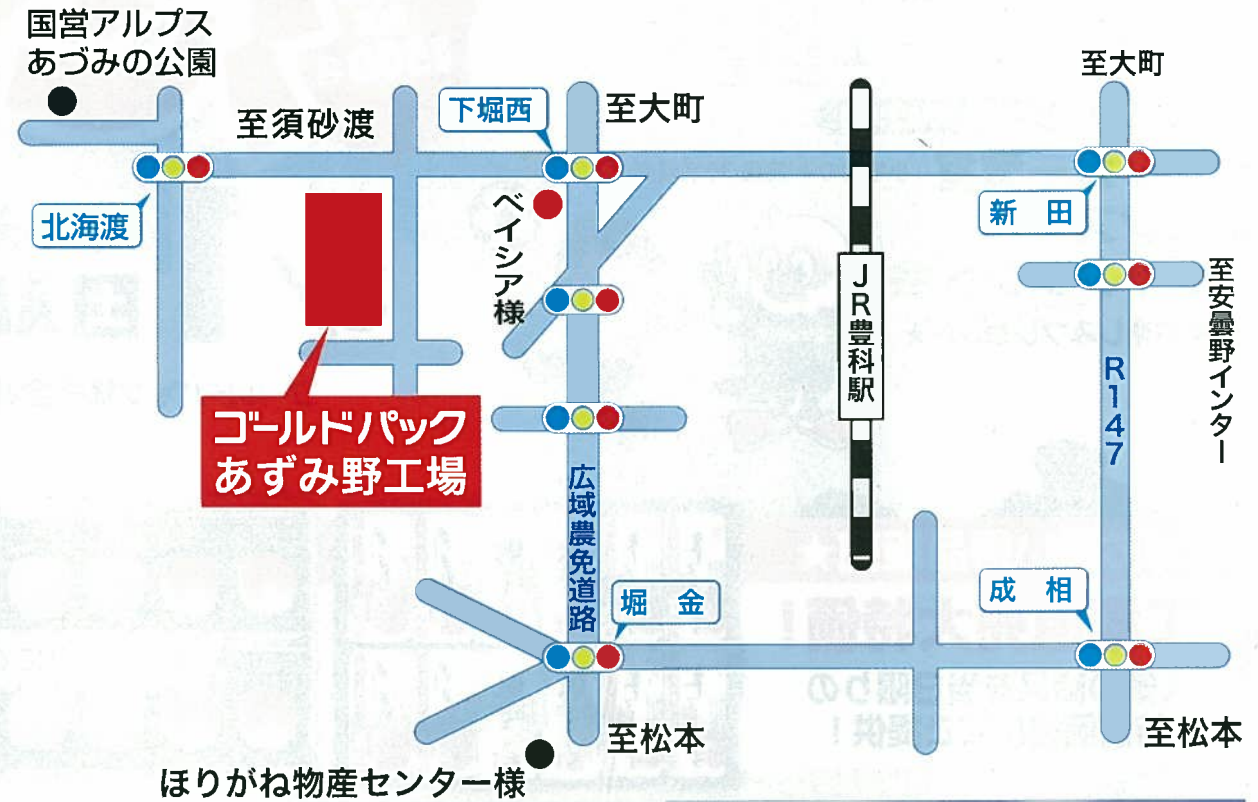 国営アルプス
あづみの公園
至須砂渡
下堀西
至大町
至大町
北海渡
ベイシア様
新　田
JR豊科駅
至安曇野インター
R147
ゴールドパック
あずみ野工場
広域農免道路
堀　金
成　相
至松本
至松本
ほりがね物産センター様